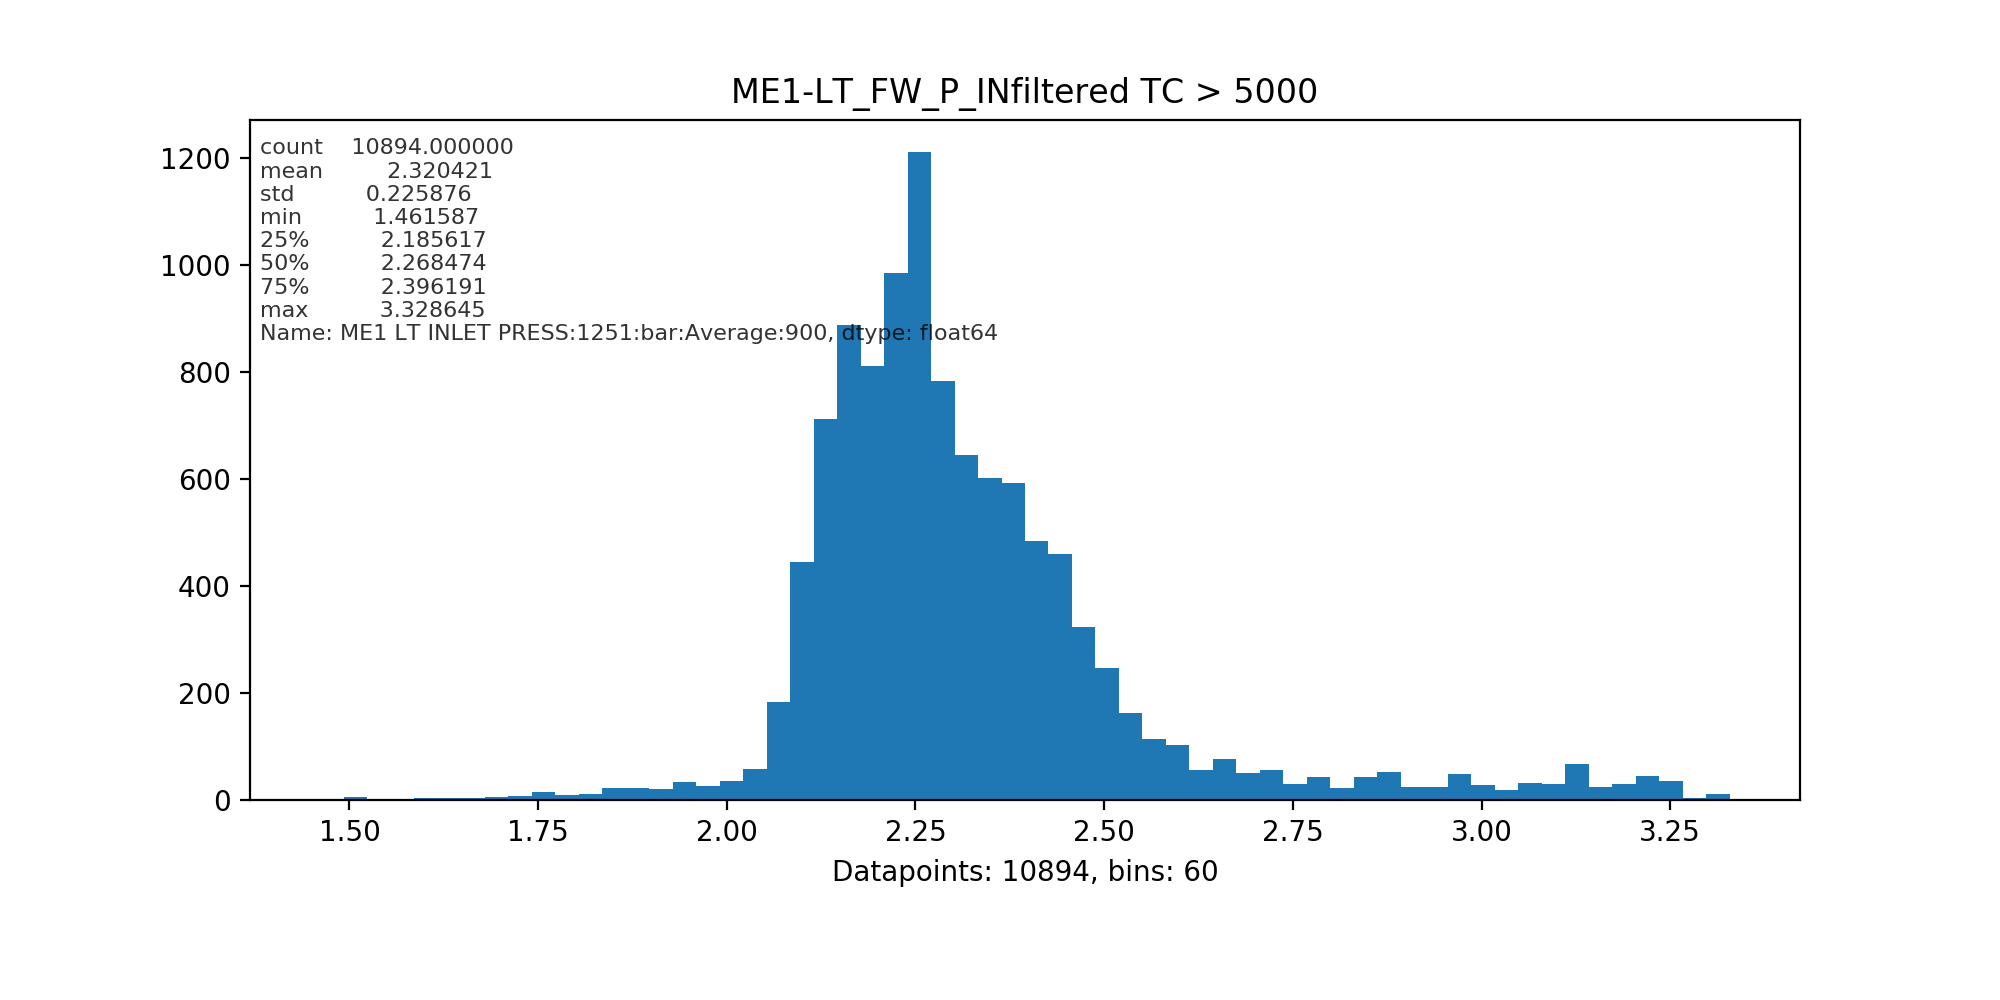 ME1-LT_FW_P_INfiltered TC > 5000
count 10894.000000
mean 2.320421
std 0.225876
min 1.461587
25% 2.185617
50% 2.268474
75% 2.396191
max 3.328645
Name: ME1 LT INLET PRESS:1251:bar:Average:900, dtype: float64
1200
1000
800
600
400
200
0
1.50 1.75 2.00 2.25 2.50 2.75 3.00 3.25
Datapoints: 10894, bins: 60